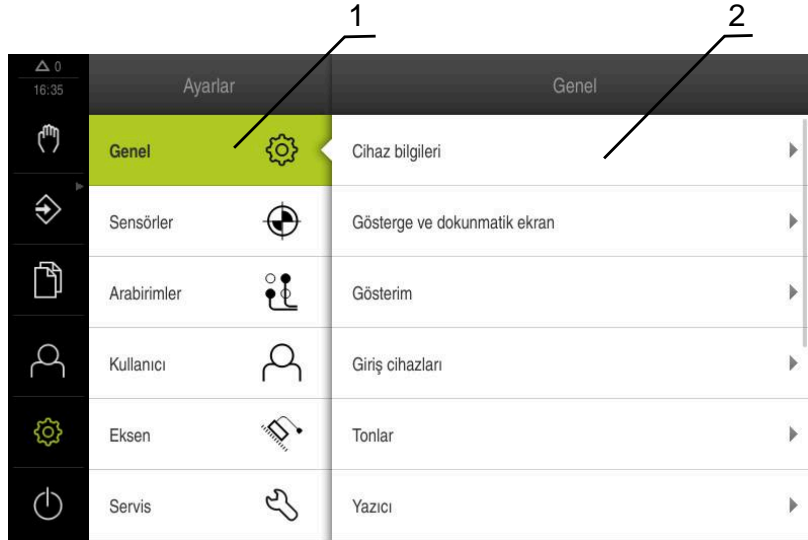 1
2
0
16:35
Ayarlar
Genel
Genel
Sensörler
Arabirimler
Kullanıcı
Eksen
Servis
Cihaz bilgileri
Gösterge ve dokunmatik ekran
Gösterim
Giriş cihazları
Tonlar
Yazıcı